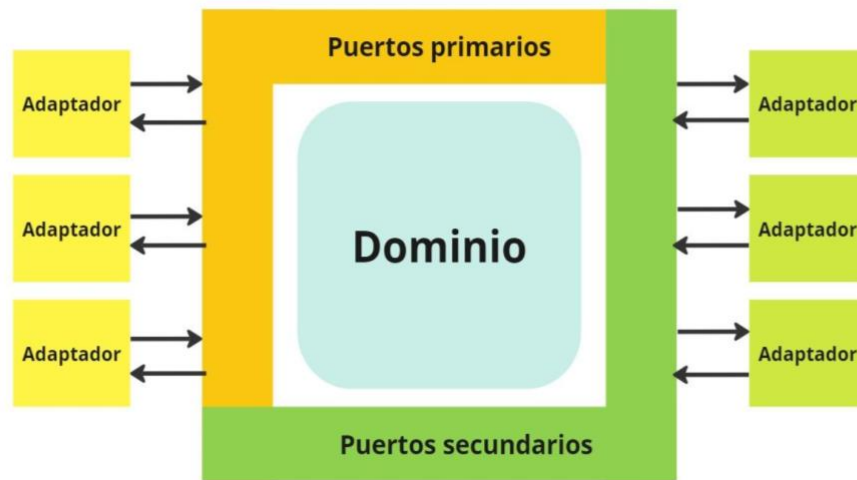 Puertos primarios
Adaptador
Adaptador
Adaptador
Dominio
Adaptador
Adaptador
Adaptador
Puertos secundarios